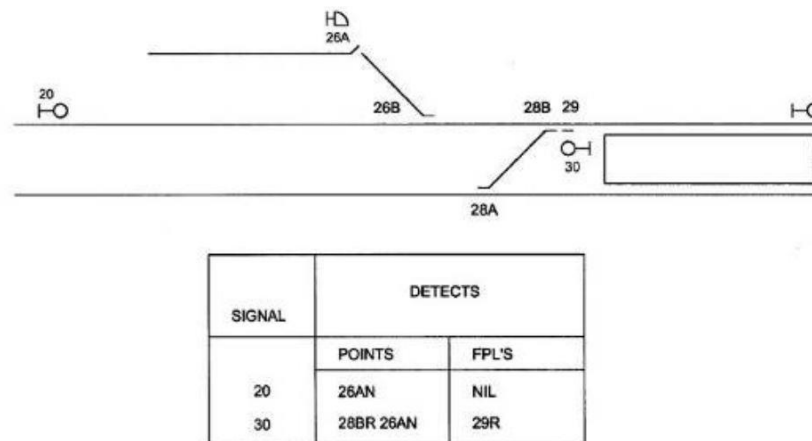 26A
20
26B
28B 29
30
28A
SIGNAL
DETECTS
POINTS
FPL'S
20
26AN
NIL
30
28BR 26AN
29R